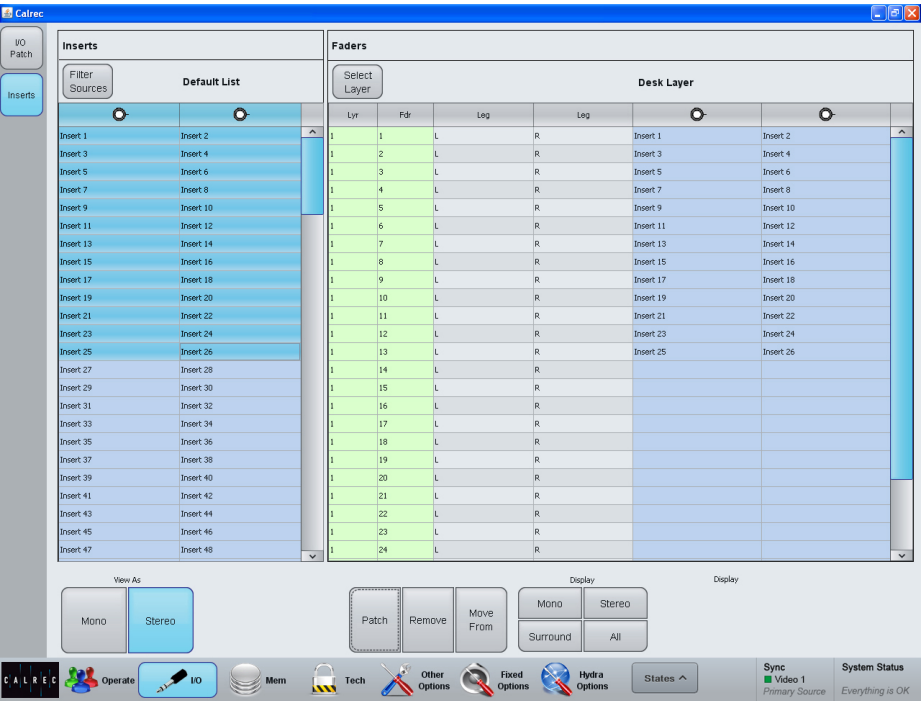 Calrec
I/O
Patch
Inserts
Inserts
Filter
Sources
Default List
Insert 1 Insert 2
Insert 3 Insert 4
Insert 5 Insert 6
Insert 7 Insert 8
Insert 9 Insert 10
Insert 11 Insert 12
Insert 13 Insert 14
Insert 15 Insert 16
Insert 17 Insert 18
Insert 19 Insert 20
Insert 21 Insert 22
Insert 23 Insert 24
Insert 25 Insert 26
Insert 27 Insert 28
Insert 29 Insert 30
Insert 31 Insert 32
Insert 33 Insert 34
Insert 35 Insert 36
Insert 37 Insert 38
Insert 39 Insert 40
Insert 41 Insert 42
Insert 43 Insert 44
Insert 45 Insert 46
Insert 47 Insert 48
Faders
Select
Layer
Desk Layer
Lyr Fdr Leg Leg
1 1 L R Insert 1 Insert 2
1 2 L R Insert 3 Insert 4
1 3 L R Insert 5 Insert 6
1 4 L R Insert 7 Insert 8
1 5 L R Insert 9 Insert 10
1 6 L R Insert 11 Insert 12
1 7 L R Insert 13 Insert 14
1 8 L R Insert 15 Insert 16
1 9 L R Insert 17 Insert 18
1 10 L R Insert 19 Insert 20
1 11 L R Insert 21 Insert 22
1 12 L R Insert 23 Insert 24
1 13 L R Insert 25 Insert 26
1 14 L R
1 15 L R
1 16 L R
1 17 L R
1 18 L R
1 19 L R
1 20 L R
1 21 L R
1 22 L R
1 23 L R
1 24 L R
View As
Mono Stereo
Patch Remove Move
From
Display
Mono Stereo
Surround All
Display
CALREC
Operate
I/O
Mem
Tech
Other
Options
Fixed
Options
Hydra
Options
States
Sync
Video 1
Primary Source
System Status
Everything is OK